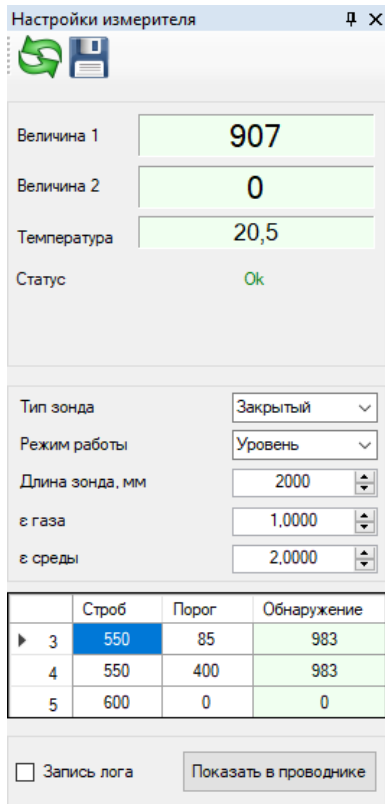 Настройки измерителя
Величина 1 907
Величина 2 0
Температура 20,5
Статус Ok
Тип зонда Закрытый
Режим работы Уровень
Длина зонда, мм 2000
ε газа 1,0000
ε среды 2,0000
Строб Порог Обнаружение
3 550 85 983
4 550 400 983
5 600 0 0
Запись лога Показать в проводнике